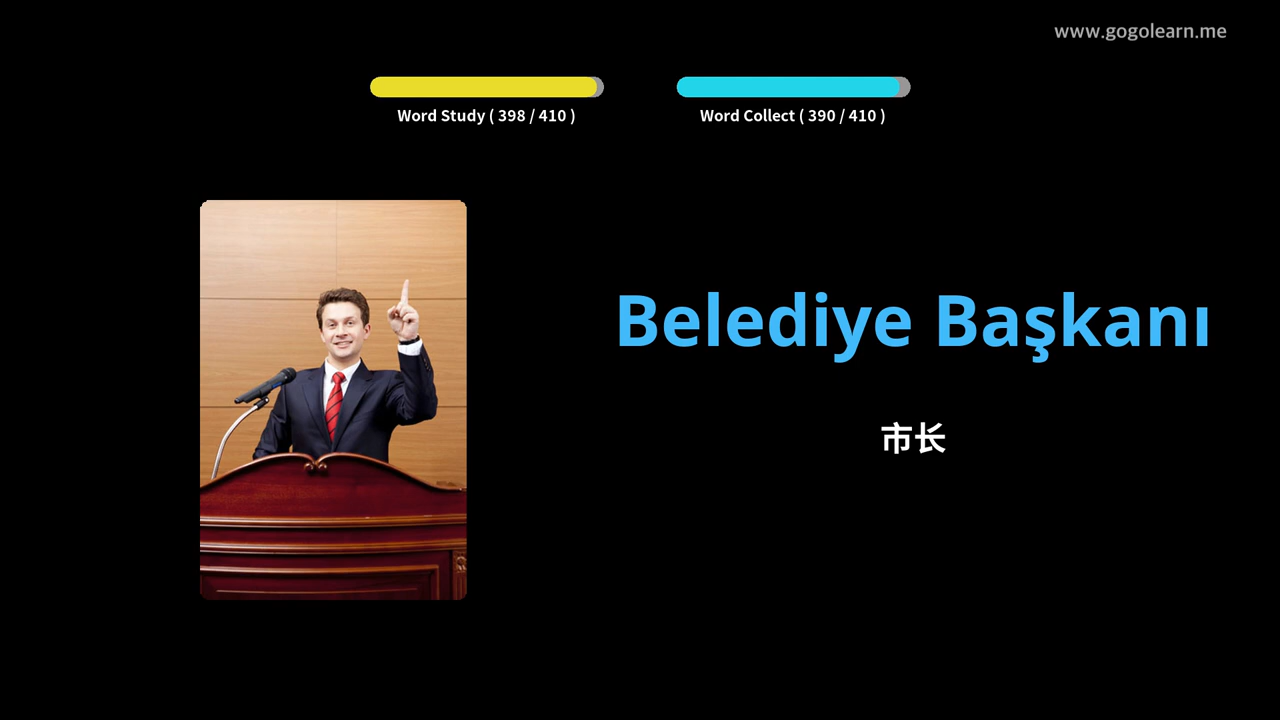 www.gogolearn.me
Word Study ( 398 / 410 )
Word Collect ( 390 / 410 )
Belediye Başkanı
市长